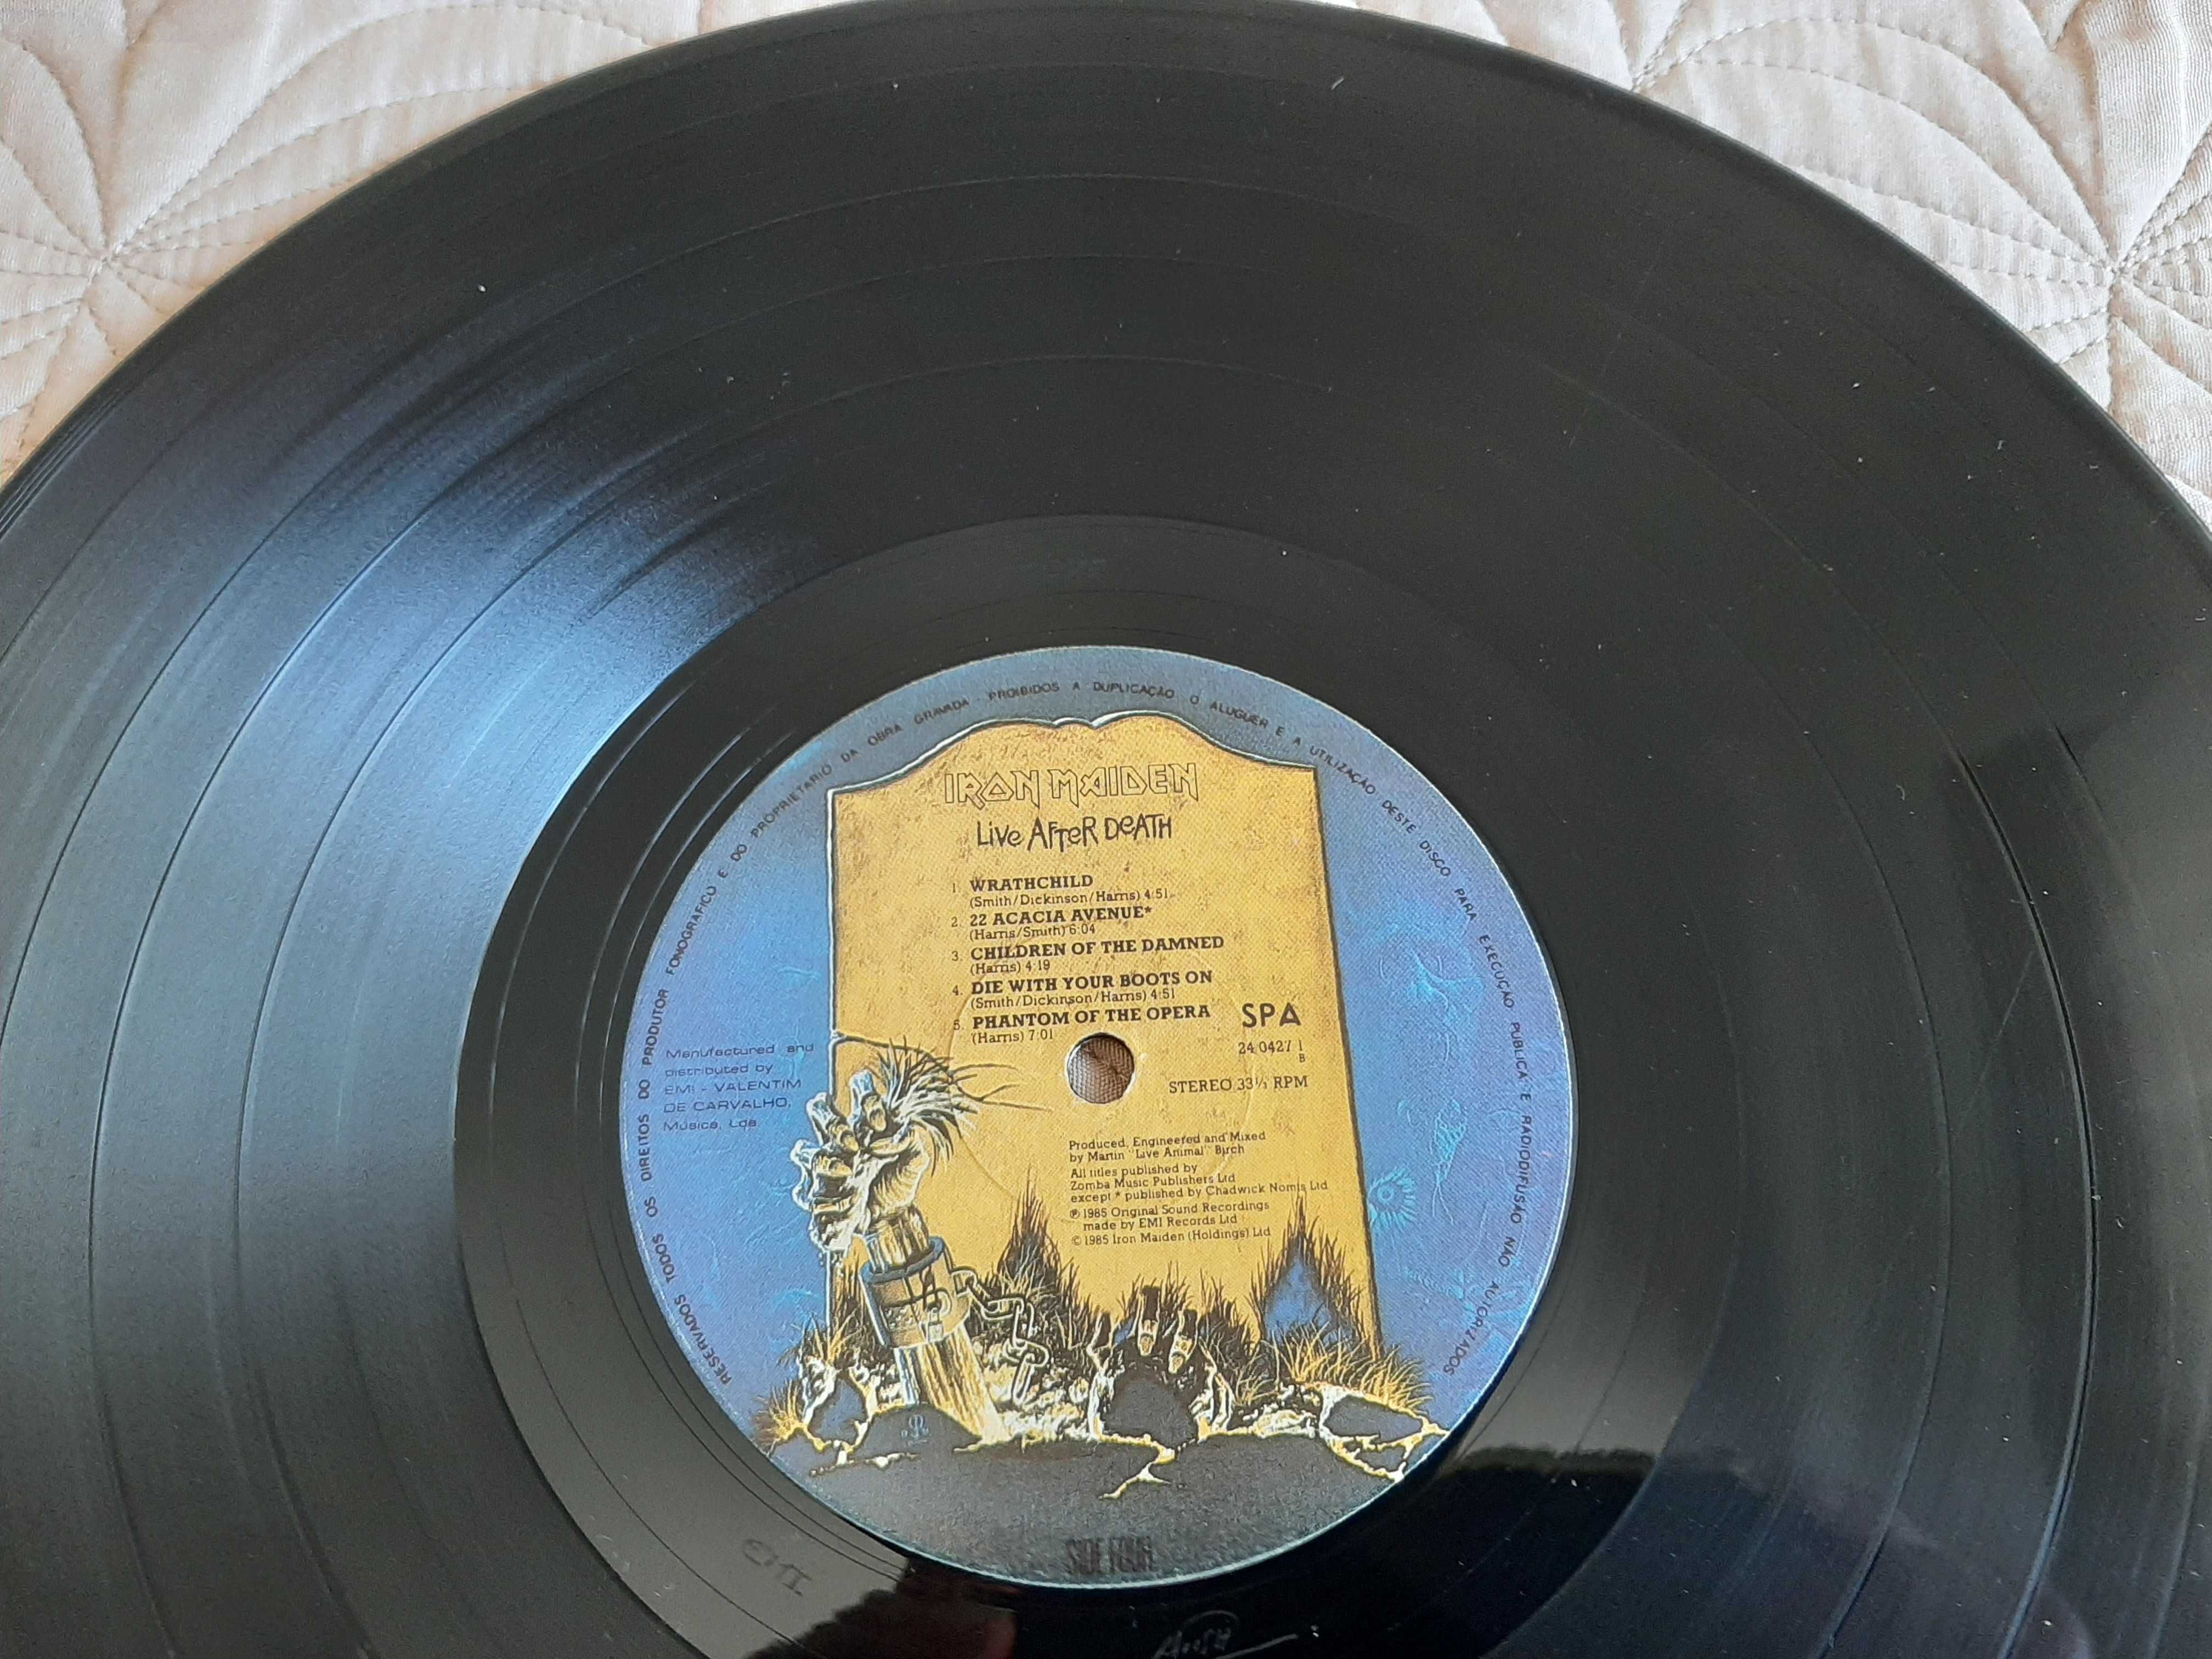 RESERVADOS TODOS OS DIREITOS DO PRODUTOR FONOGRAFICO E DO PROPRIETARIO DA OBRA GRAVADA - PROIBIDOS A DUPLICAÇÃO O ALUGUER E A UTILIZAÇÃO DESTE DISCO PARA EXECUÇÃO PUBLICA E RADIODIFUSÃO NÃO AUTORIZADOS
IRON MAIDEN
LiVe AFTeR DeATH
1. WRATHCHILD
(Smith/Dickinson/Harris) 4:51
2. 22 ACACIA AVENUE*
(Harris/Smith) 6:04
3. CHILDREN OF THE DAMNED
(Harris) 4:19
4. DIE WITH YOUR BOOTS ON
(Smith/Dickinson/Harris) 4:51
5. PHANTOM OF THE OPERA
(Harris) 7:01
SPA
24 0427 1
B
STEREO 33⅓ RPM
Manufactured and
distributed by
EMI - VALENTIM
DE CARVALHO,
Música, Lda
Produced, Engineered and Mixed
by Martin "Live Animal" Birch
All titles published by
Zomba Music Publishers Ltd
except * published by Chadwick Nomis Ltd
℗ 1985 Original Sound Recordings
made by EMI Records Ltd
© 1985 Iron Maiden (Holdings) Ltd
SIDE FOUR
EMI